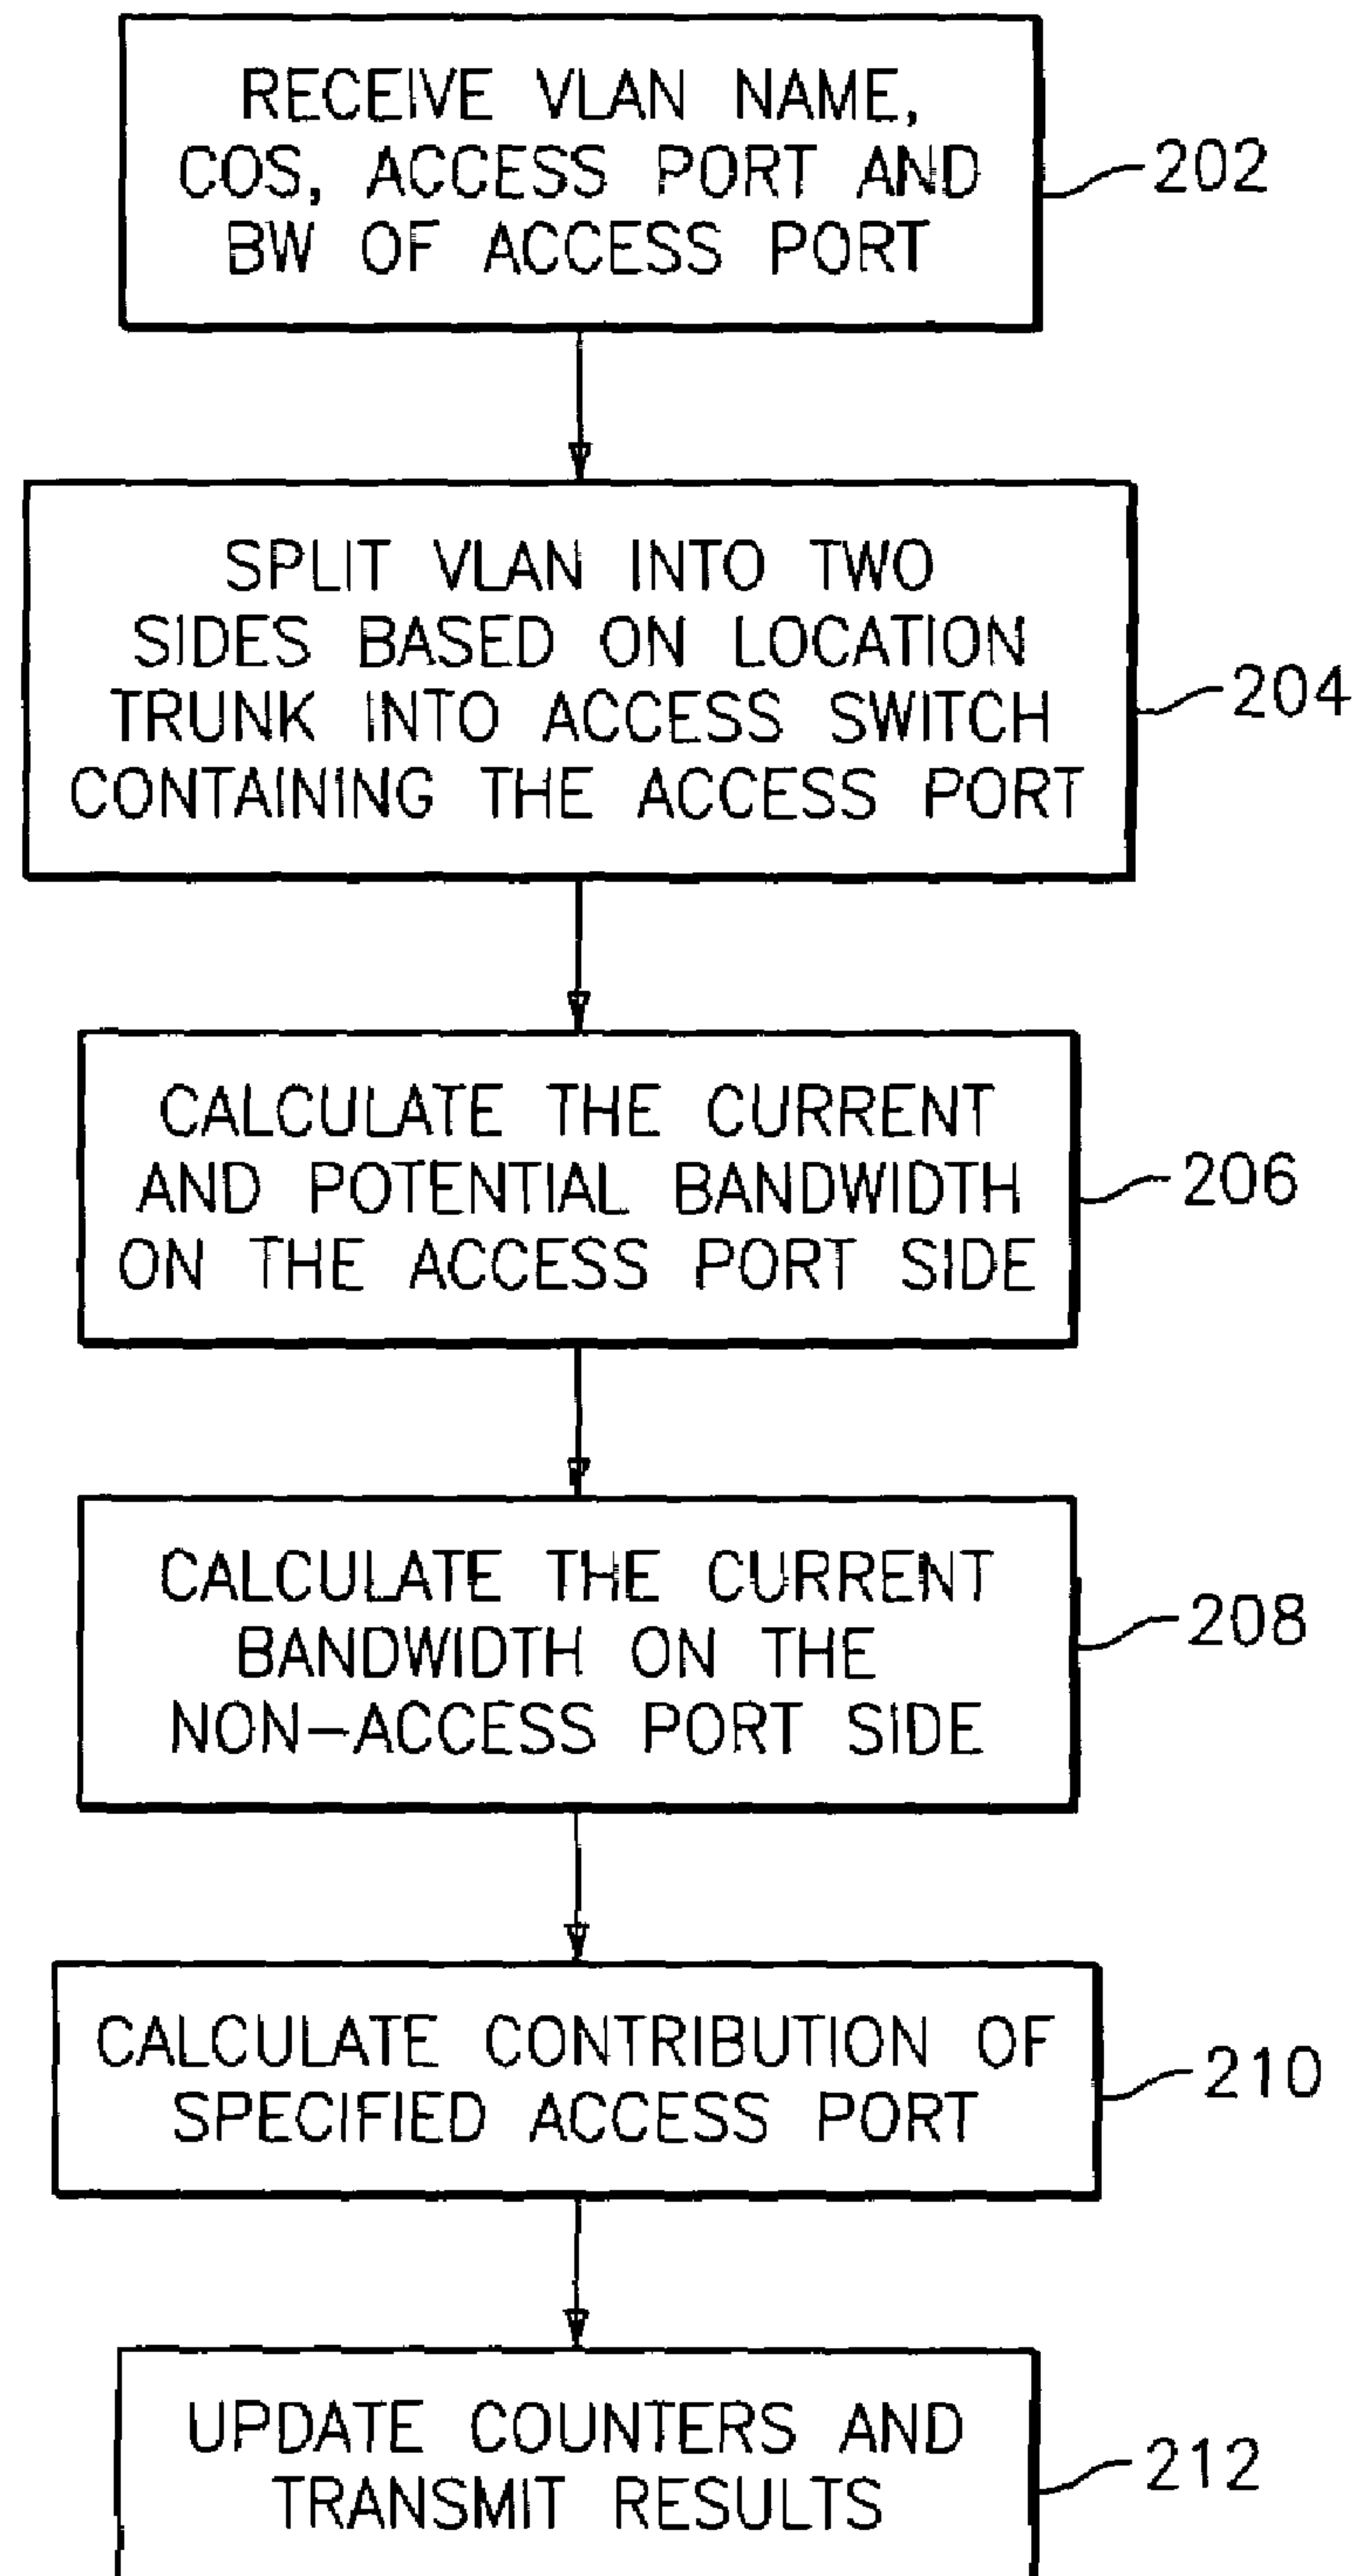 RECEIVE VLAN NAME,
COS, ACCESS PORT AND
BW OF ACCESS PORT
202
SPLIT VLAN INTO TWO
SIDES BASED ON LOCATION
TRUNK INTO ACCESS SWITCH
CONTAINING THE ACCESS PORT
204
CALCULATE THE CURRENT
AND POTENTIAL BANDWIDTH
ON THE ACCESS PORT SIDE
206
CALCULATE THE CURRENT
BANDWIDTH ON THE
NON-ACCESS PORT SIDE
208
CALCULATE CONTRIBUTION OF
SPECIFIED ACCESS PORT
210
UPDATE COUNTERS AND
TRANSMIT RESULTS
212